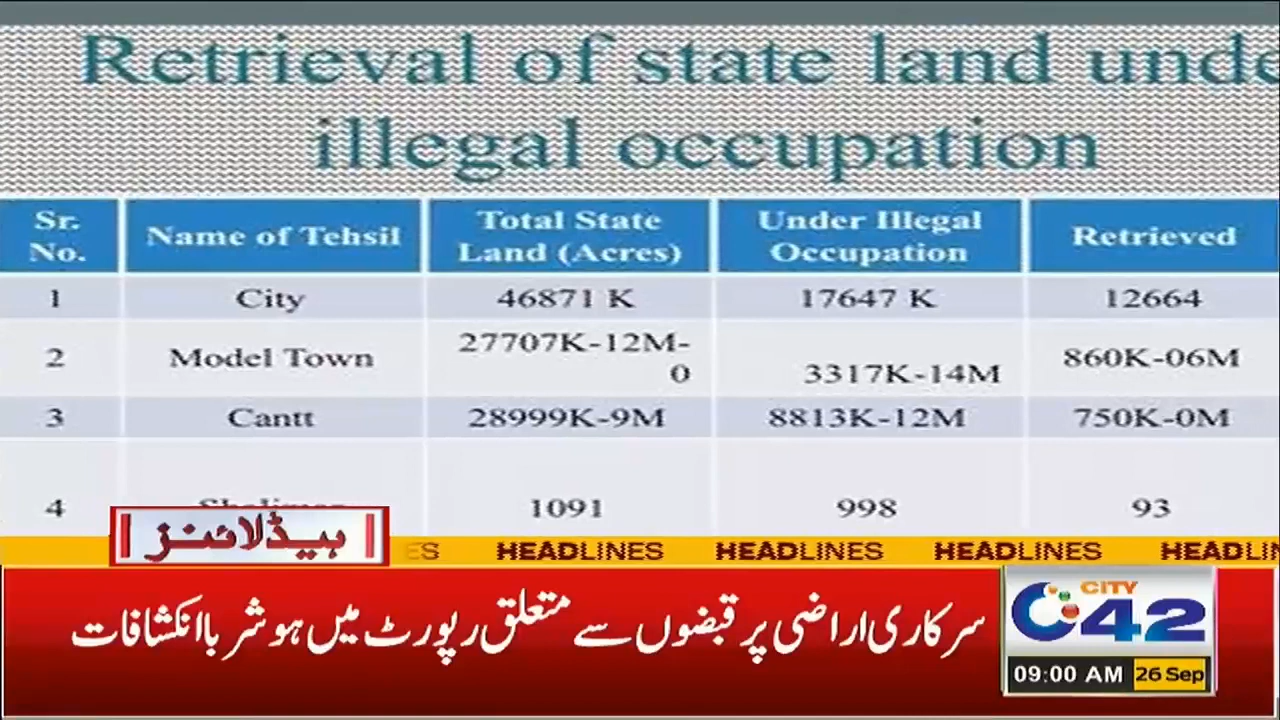 Retrieval of state land unde
illegal occupation
Sr. No. Name of Tehsil Total State Land (Acres) Under Illegal Occupation Retrieved
1 City 46871 K 17647 K 12664
2 Model Town 27707K-12M-0 3317K-14M 860K-06M
3 Cantt 28999K-9M 8813K-12M 750K-0M
4 1091 998 93
ہیڈلائنز
HEADLINES HEADLINES HEADLINES
سرکاری اراضی پر قبضوں سے متعلق رپورٹ میں ہوشربا انکشافات
CITY
42
09:00 AM 26 Sep